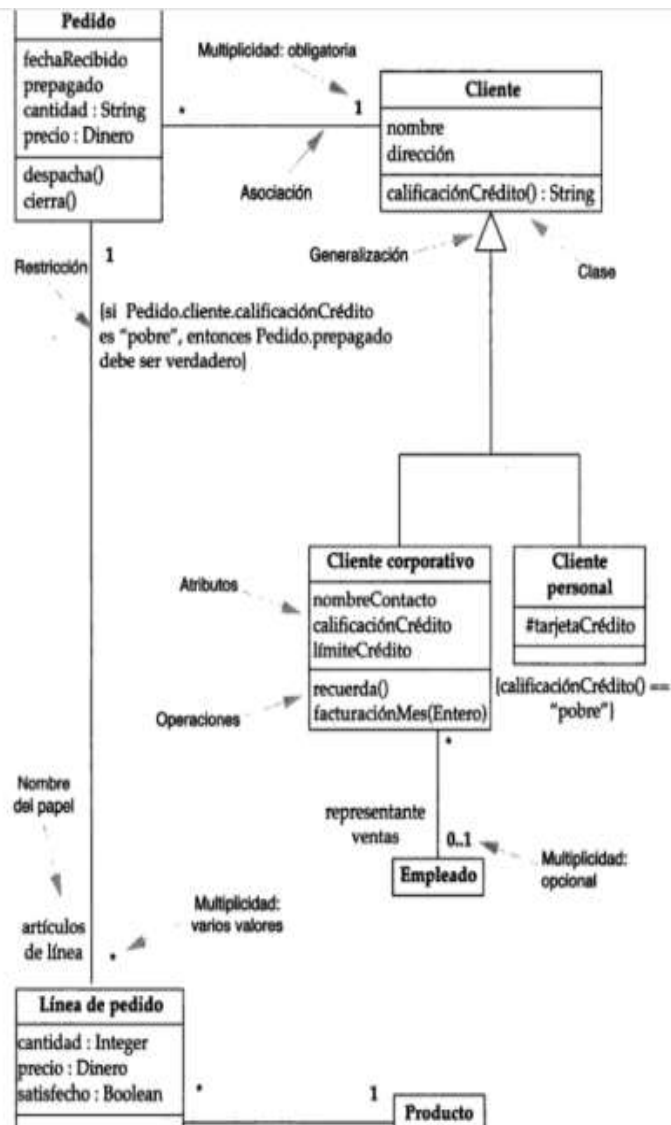 Pedido
fechaRecibido
prepagado
cantidad : String
precio : Dinero
despacha()
cierra()
Multiplicidad: obligatoria
*
1
Asociación
Cliente
nombre
dirección
calificaciónCrédito() : String
Generalización
Clase
Restricción
1
{si Pedido.cliente.calificaciónCrédito
es "pobre", entonces Pedido.prepagado
debe ser verdadero}
Cliente corporativo
nombreContacto
calificaciónCrédito
límiteCrédito
recuerda()
facturaciónMes(Entero)
Cliente
personal
#tarjetaCrédito
{calificaciónCrédito() ==
"pobre"}
Atributos
Operaciones
*
representante
ventas
0..1
Empleado
Multiplicidad:
opcional
Nombre
del papel
artículos
de línea
*
Multiplicidad:
varios valores
Línea de pedido
cantidad : Integer
precio : Dinero
satisfecho : Boolean
*
1
Producto